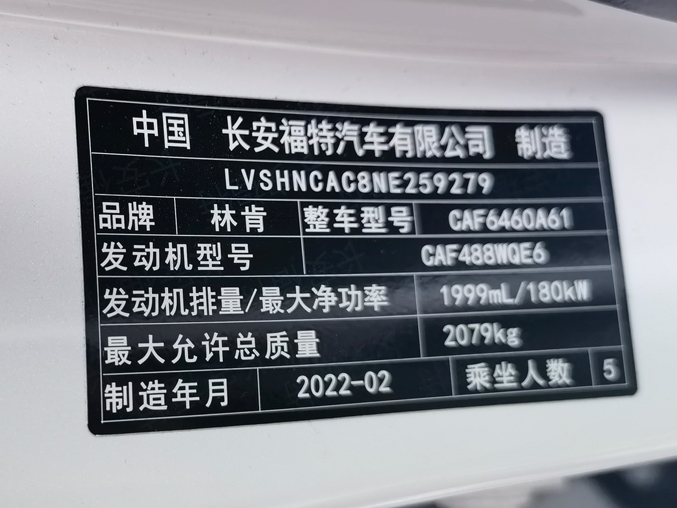 中国 长安福特汽车有限公司 制造
LVSHNCAC8NE259279
品牌 林肯 整车型号 CAF6460A61
发动机型号 CAF488WQE6
发动机排量/最大净功率 1999mL/180kW
最大允许总质量 2079kg
制造年月 2022-02 乘坐人数 5